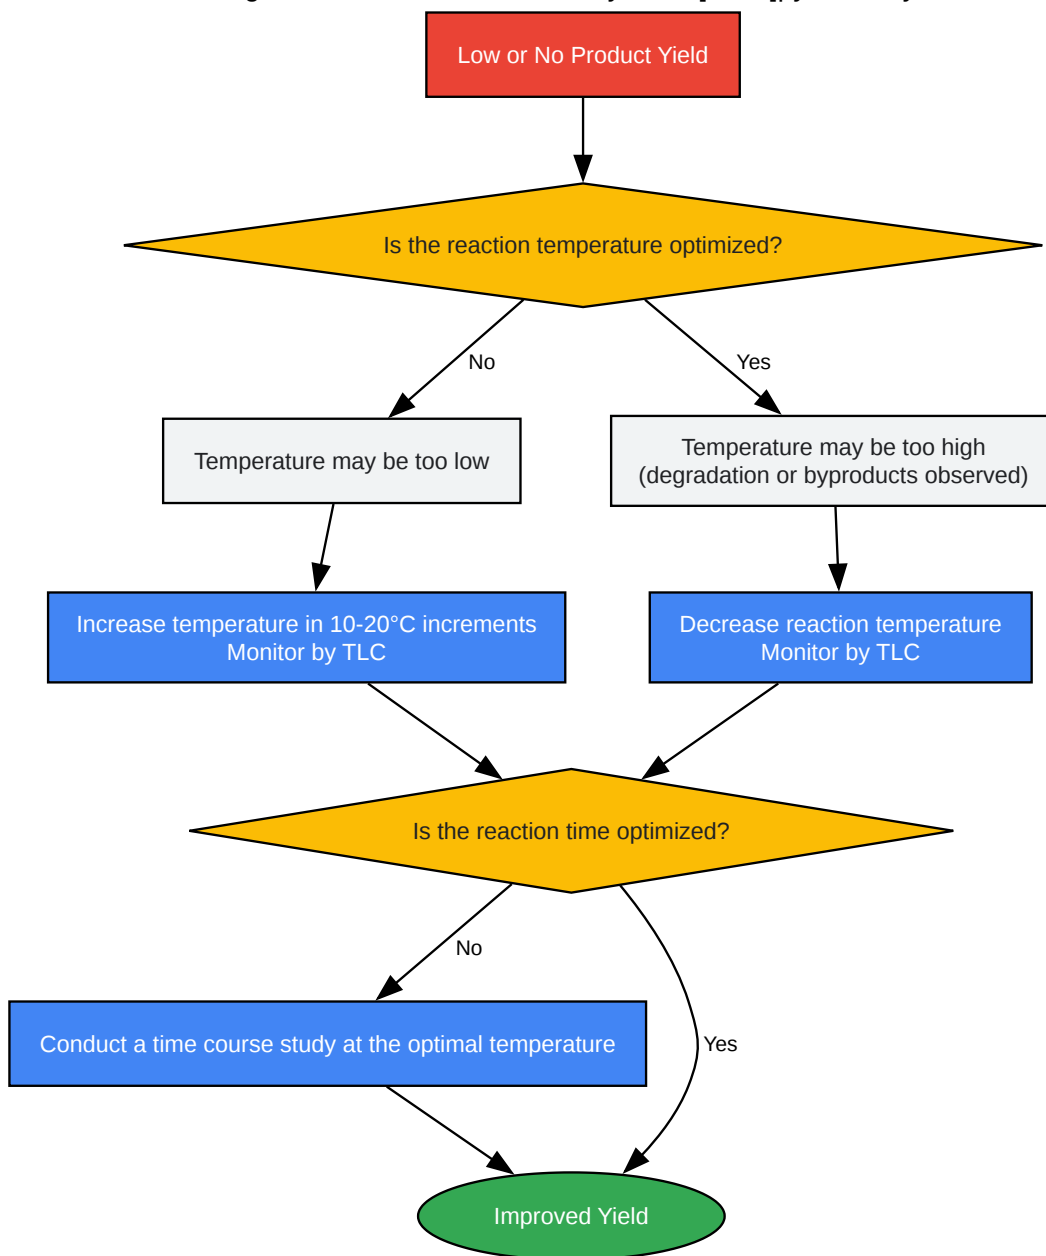 Low or No Product Yield
Is the reaction temperature optimized?
No
Yes
Temperature may be too low
Temperature may be too high
(degradation or byproducts observed)
Increase temperature in 10-20°C increments
Monitor by TLC
Decrease reaction temperature
Monitor by TLC
Is the reaction time optimized?
No
Conduct a time course study at the optimal temperature
Yes
Improved Yield